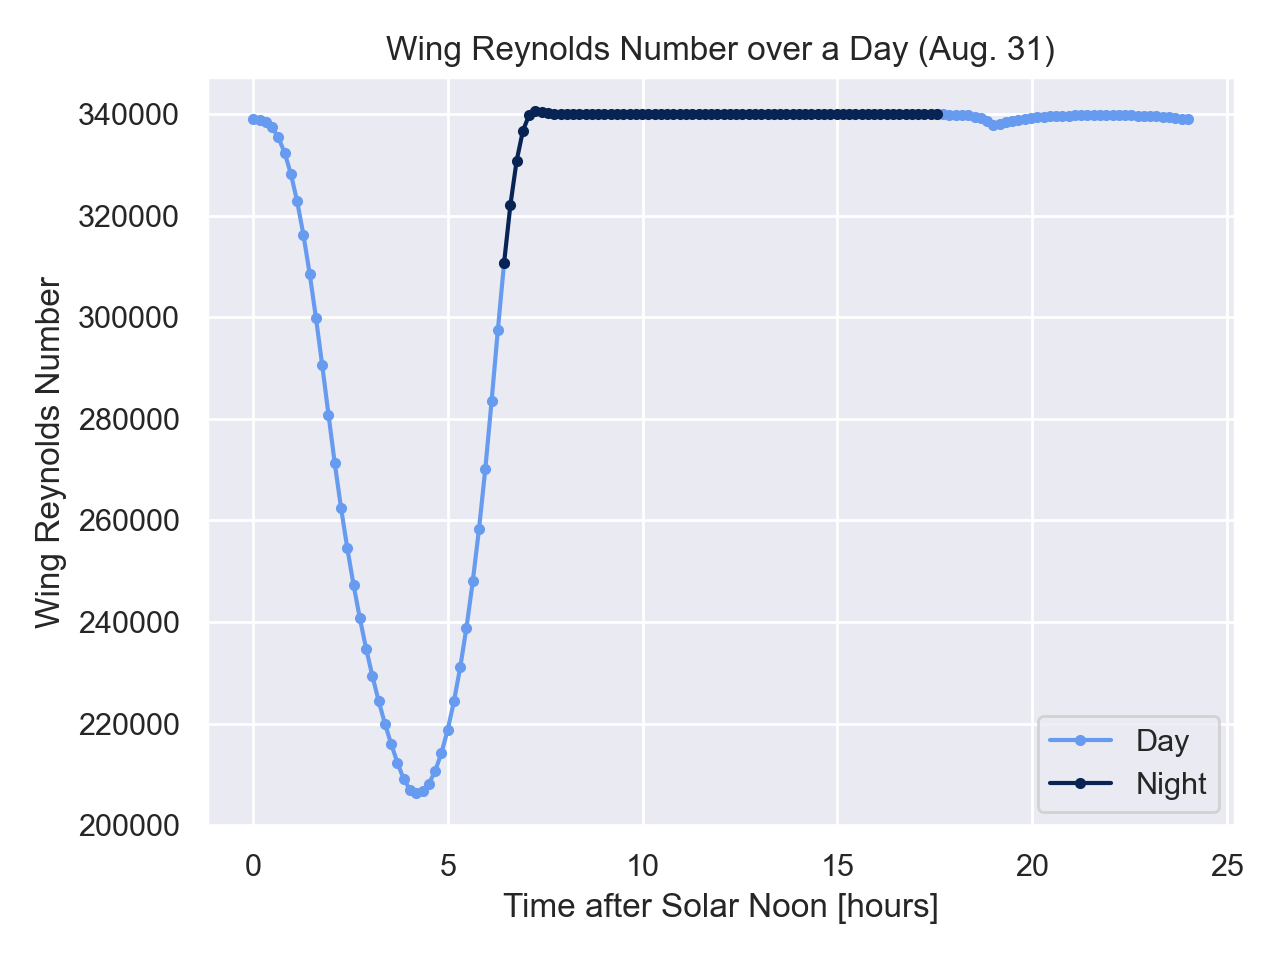 Wing Reynolds Number over a Day (Aug. 31)
Wing Reynolds Number
340000
320000
300000
280000
260000
240000
220000
200000
0 5 10 15 20 25
Time after Solar Noon [hours]
Day
Night